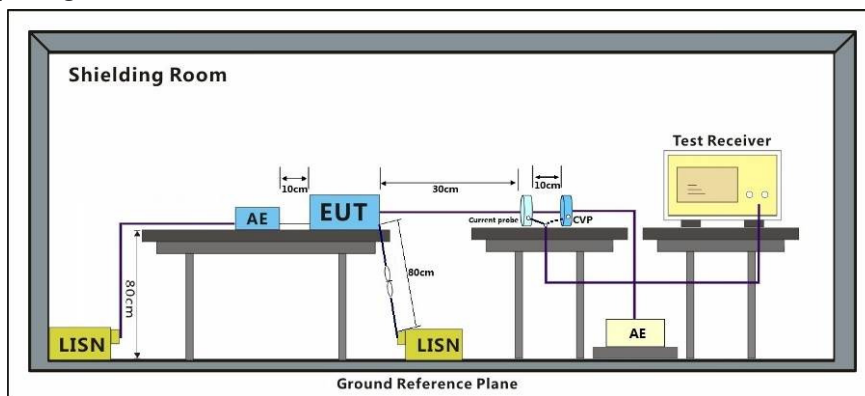 Shielding Room
Test Receiver
10cm
30cm
10cm
AE
EUT
Current probe
CVP
80cm
80cm
LISN
LISN
AE
Ground Reference Plane